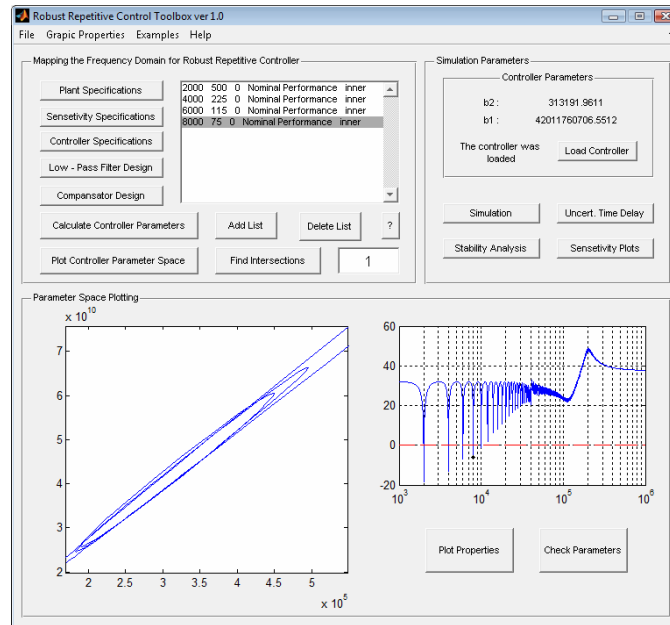 Robust Repetitive Control Toolbox ver 1.0
File Grapic Properties Examples Help
Mapping the Frequency Domain for Robust Repetitive Controller
Plant Specifications
Sensetivity Specifications
Controller Specifications
Low - Pass Filter Design
Compansator Design
2000 500 0 Nominal Performance inner
4000 225 0 Nominal Performance inner
6000 115 0 Nominal Performance inner
8000 75 0 Nominal Performance inner
Calculate Controller Parameters
Add List
Delete List
?
Plot Controller Parameter Space
Find Intersections
1
Simulation Parameters
Controller Parameters
b2 : 313191.9611
b1 : 42011760706.5512
The controller was
loaded
Load Controller
Simulation
Uncert. Time Delay
Stability Analysis
Sensetivity Plots
Parameter Space Plotting
x 10^10
7
6
5
4
3
2
2 2.5 3 3.5 4 4.5 5
x 10^5
60
40
20
0
-20
10^3 10^4 10^5 10^6
Plot Properties
Check Parameters